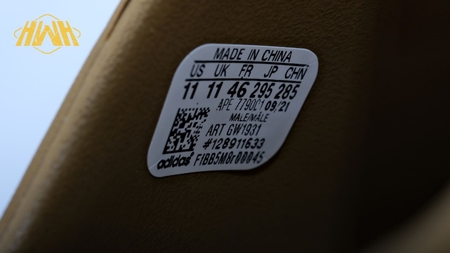 HWH
MADE IN CHINA
US UK FR JP CHN
11 11 46 295 285
APE 779001 09/21
MALE/MÂLE
ART GW1931
#128911633
adidas F1BB5M8r00045